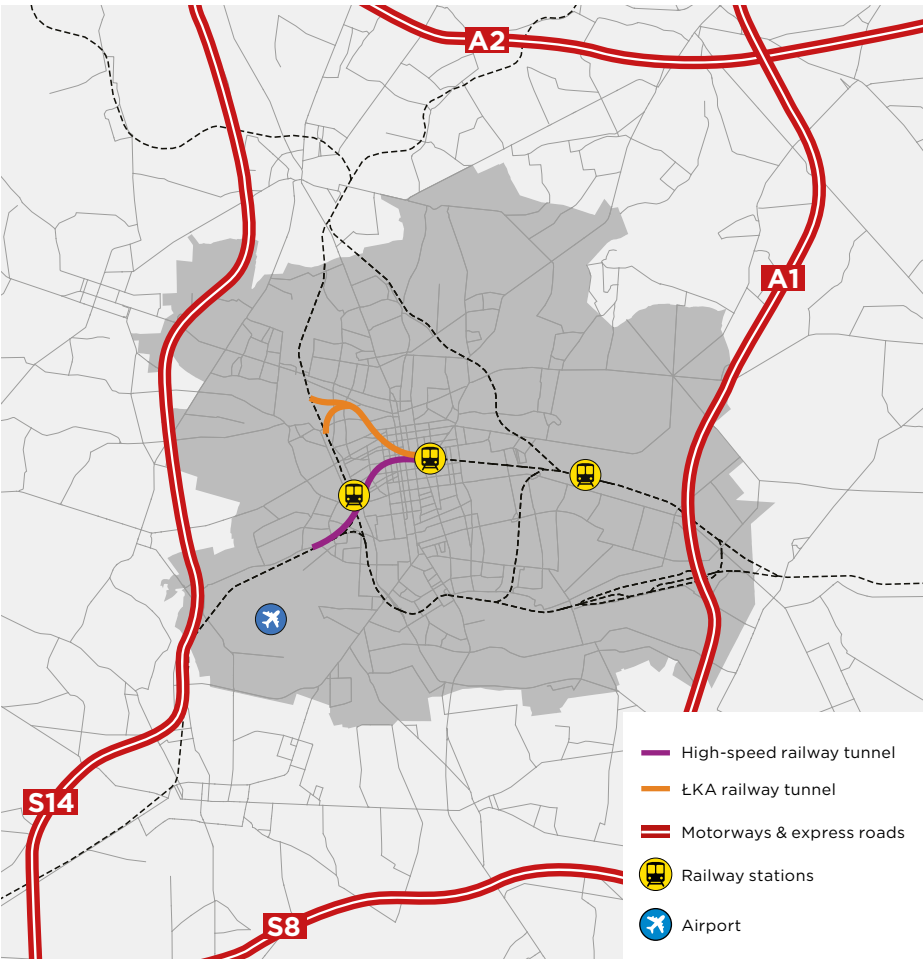 A2
A1
S14
S8
High-speed railway tunnel
ŁKA railway tunnel
Motorways & express roads
Railway stations
Airport